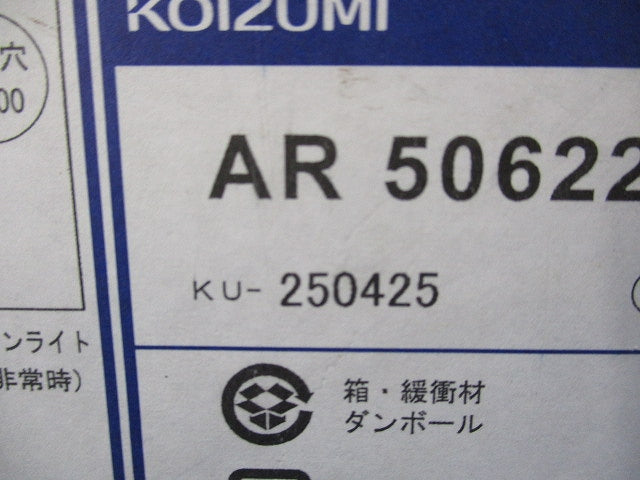 KOIZUMI
穴
00
AR 50622
KU- 250425
ンライト
非常時)
箱・緩衝材
ダンボール